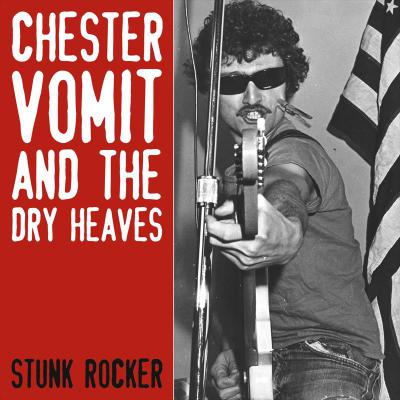 CHESTER
VOMIT
AND THE
DRY HEAVES
STUNK ROCKER